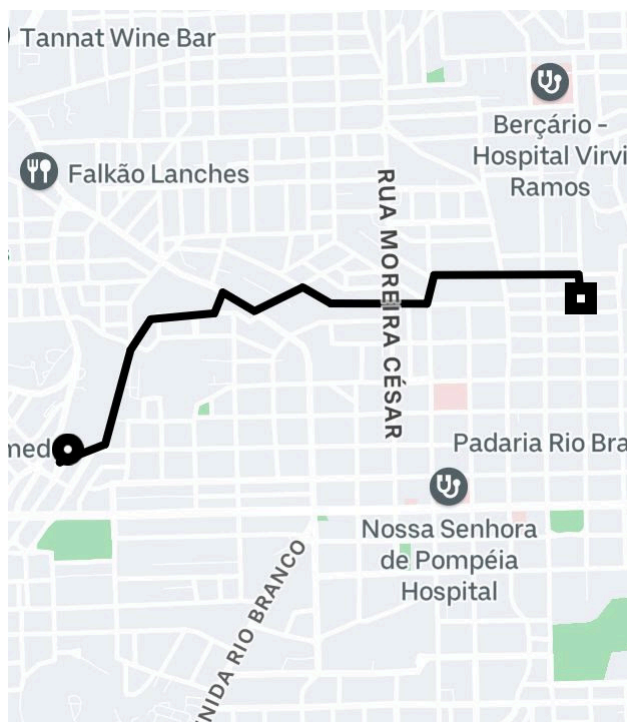 Tannat Wine Bar
Berçário -
Hospital Virvi
Ramos
Falkão Lanches
RUA MOREIRA CÉSAR
med
Padaria Rio Bra
Nossa Senhora
de Pompéia
Hospital
NIDA RIO BRANCO